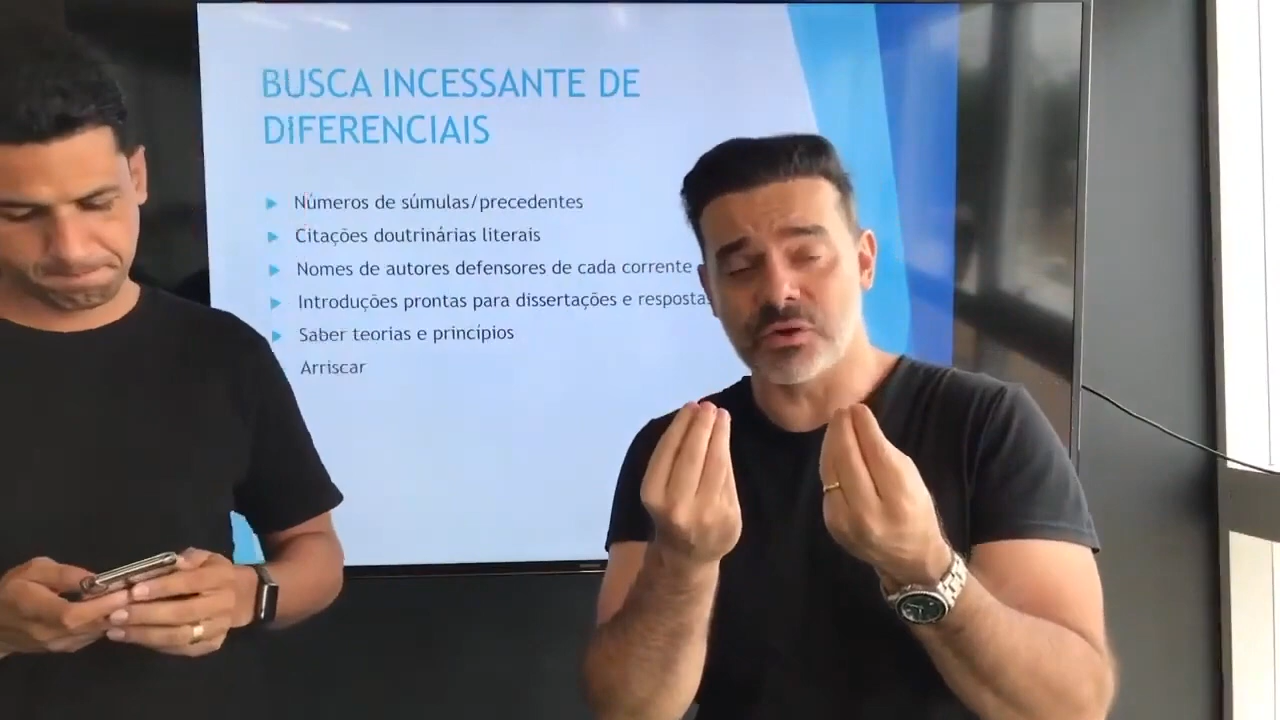 BUSCA INCESSANTE DE
DIFERENCIAIS
Números de súmulas/precedentes
Citações doutrinárias literais
Nomes de autores defensores de cada corrente
Introduções prontas para dissertações e respostas
Saber teorias e princípios
Arriscar